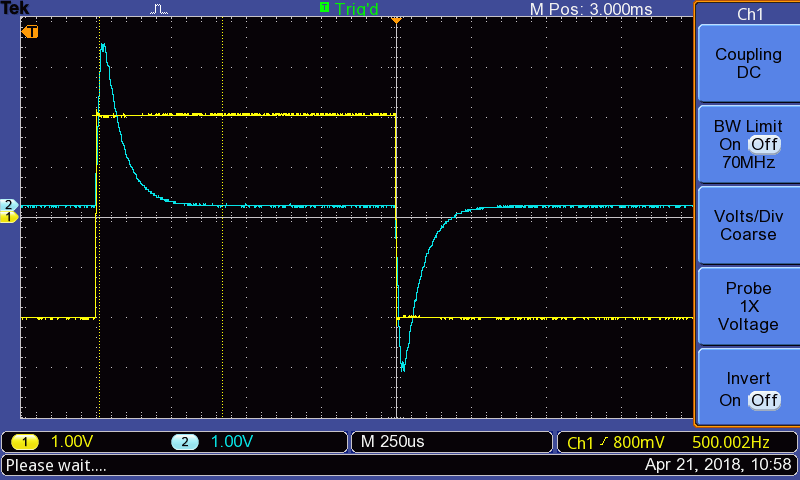 Tek T Trig'd M Pos: 3.000ms
Ch1
T
Coupling
DC
BW Limit
On Off
70MHz
2
1
Volts/Div
Coarse
Probe
1X
Voltage
Invert
On Off
1 1.00V 2 1.00V M 250us Ch1 800mV 500.002Hz
Please wait.... Apr 21, 2018, 10:58